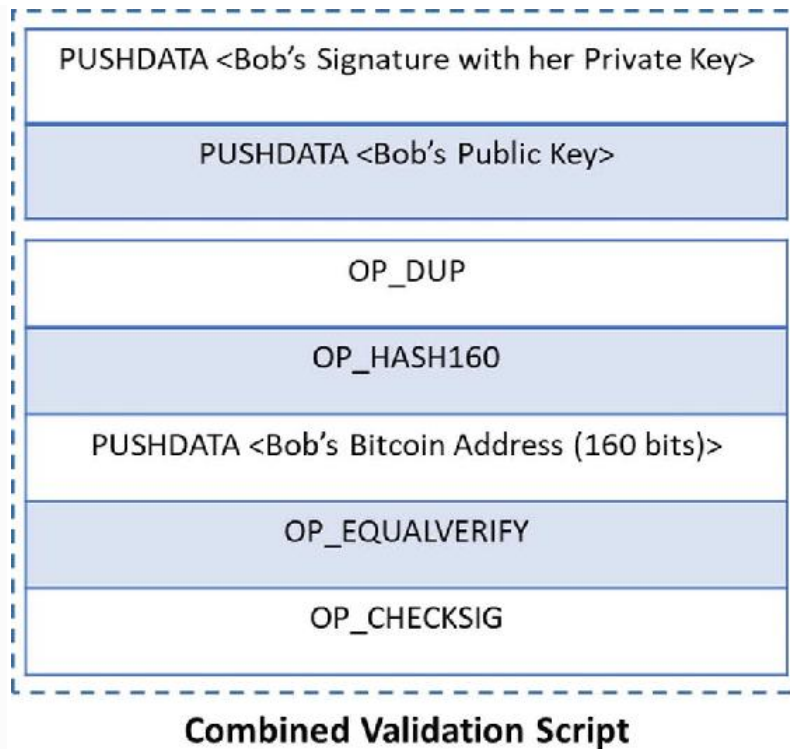 PUSHDATA <Bob's Signature with her Private Key>
PUSHDATA <Bob's Public Key>
OP_DUP
OP_HASH160
PUSHDATA <Bob's Bitcoin Address (160 bits)>
OP_EQUALVERIFY
OP_CHECKSIG
Combined Validation Script